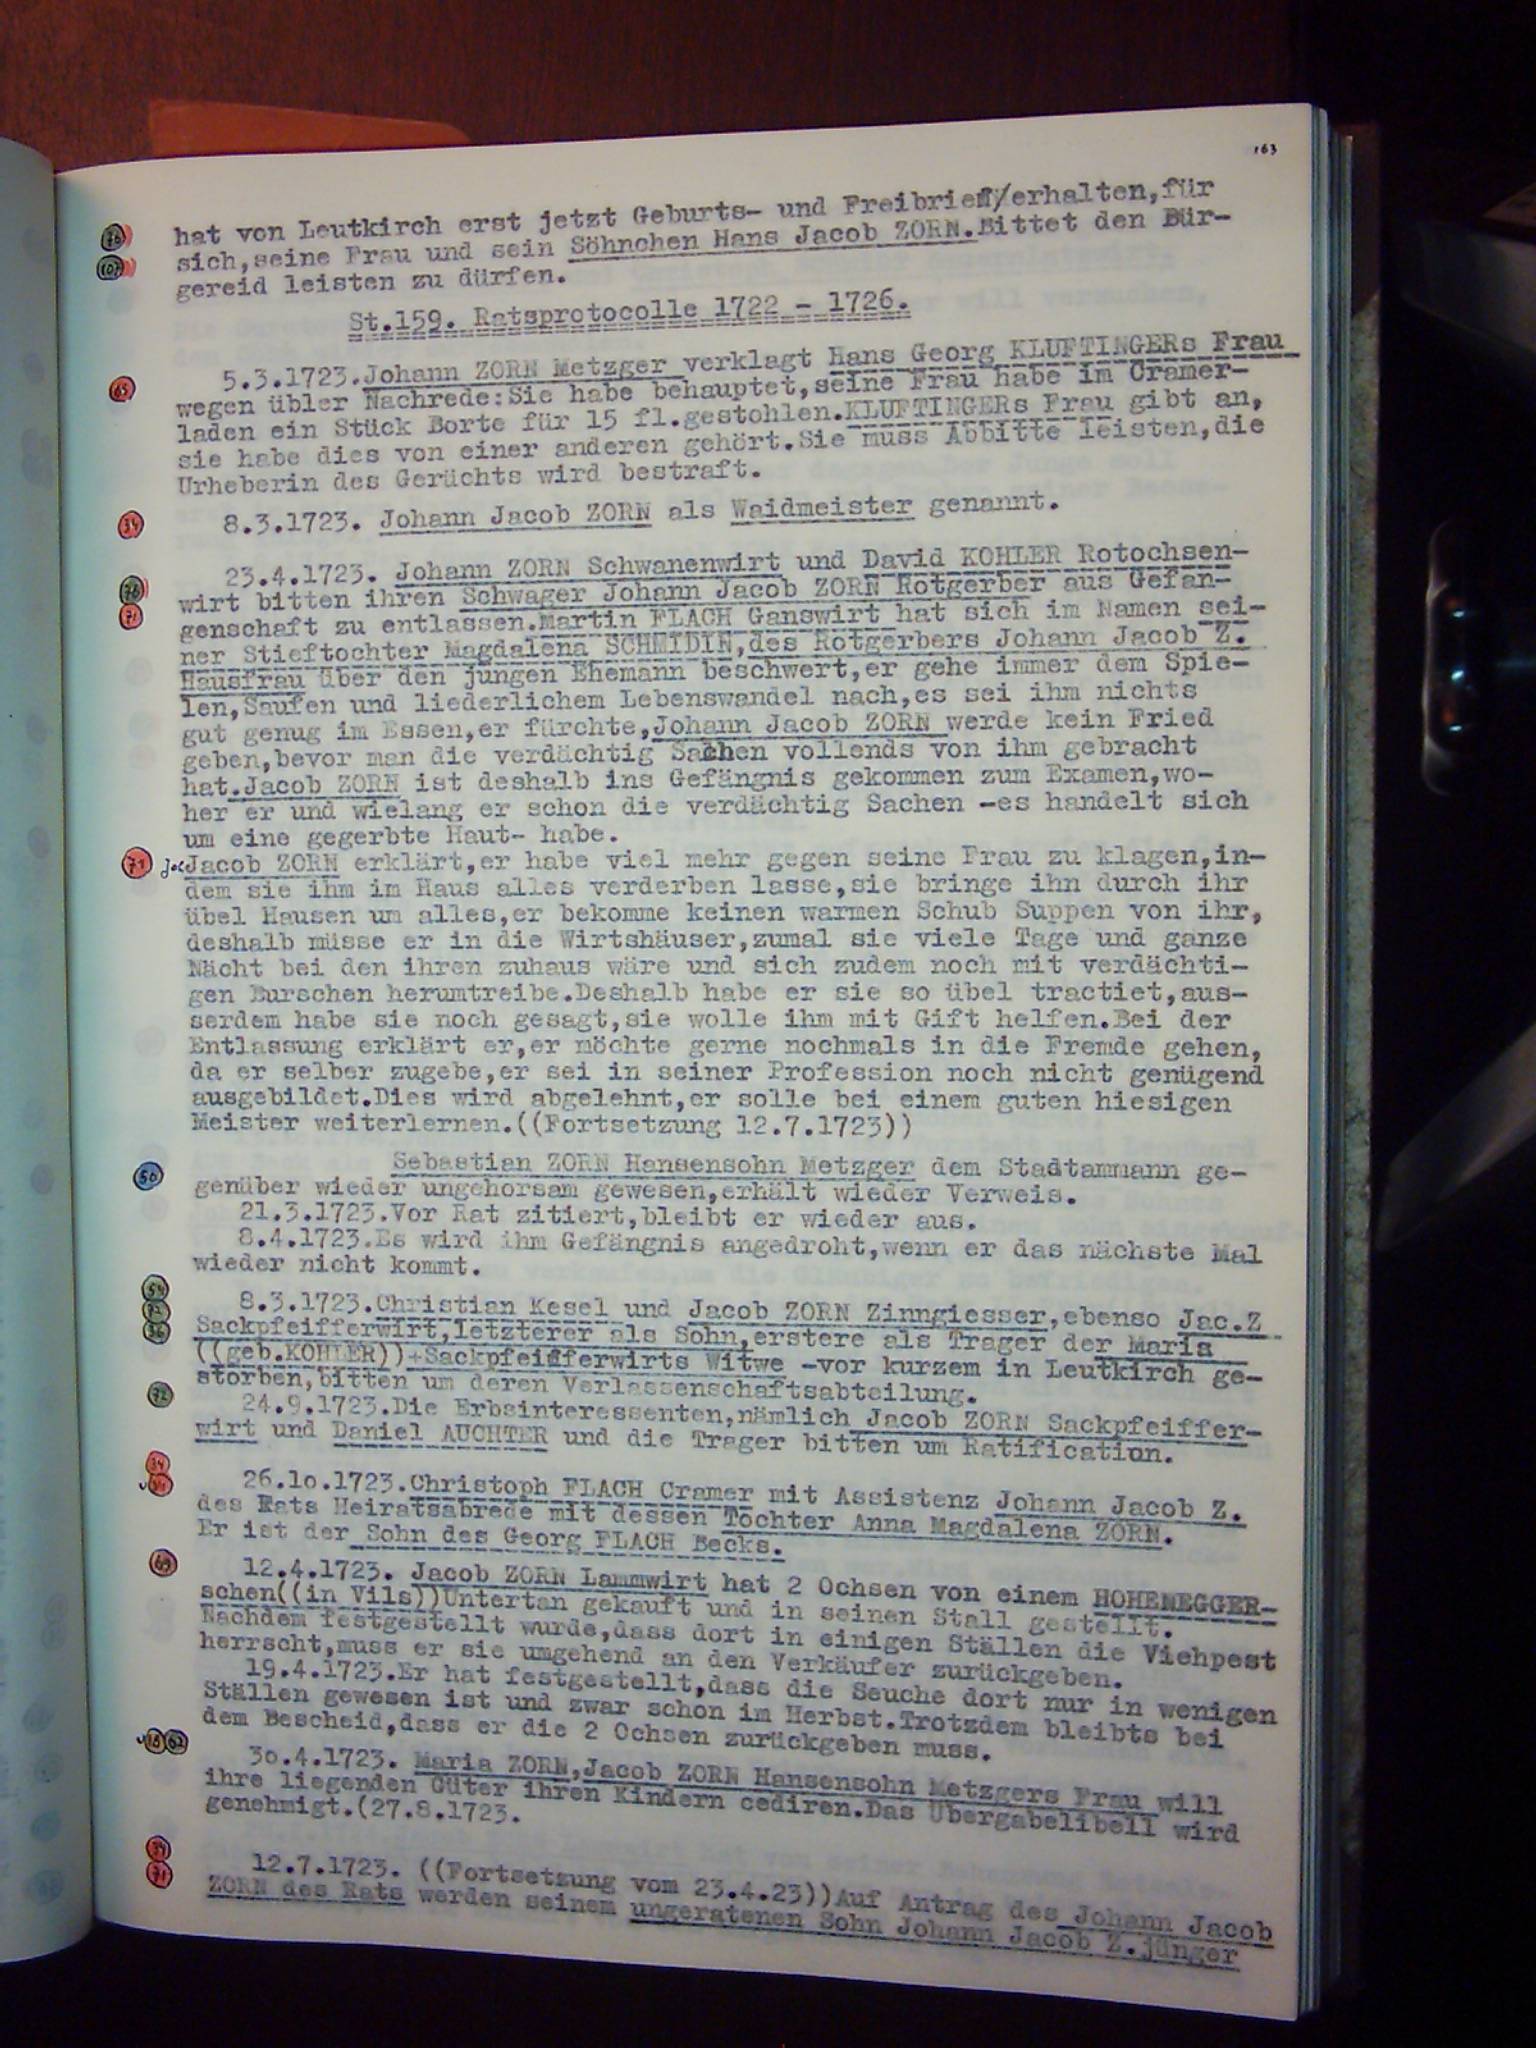 163
hat von Leutkirch erst jetzt Geburts- und Freibrief/erhalten,für
sich,seine Frau und sein Söhnchen Hans Jacob ZORN.Bittet den Bür-
gereid leisten zu dürfen.
St.159. Ratsprotocolle 1722 - 1726.
5.3.1723.Johann ZORN Metzger verklagt Hans Georg KLUFTINGERs Frau
wegen übler Nachrede:Sie habe behauptet,seine Frau habe im Cramer-
laden ein Stück Borte für 15 fl.gestohlen.KLUFTINGERs Frau gibt an,
sie habe dies von einer anderen gehört.Sie muss Abbitte leisten,die
Urheberin des Gerüchts wird bestraft.
8.3.1723. Johann Jacob ZORN als Waidmeister genannt.
23.4.1723. Johann ZORN Schwanenwirt und David KOHLER Rotochsen-
wirt bitten ihren Schwager Johann Jacob ZORN Rotgerber aus Gefan-
genschaft zu entlassen.Martin FLACH Ganswirt hat sich im Namen sei-
ner Stieftochter Magdalena SCHMIDIN,des Rotgerbers Johann Jacob Z.
Hausfrau über den jungen Ehemann beschwert,er gehe immer dem Spie-
len,Saufen und liederlichem Lebenswandel nach,es sei ihm nichts
gut genug im Essen,er fürchte,Johann Jacob ZORN werde kein Fried
geben,bevor man die verdächtig Sachen vollends von ihm gebracht
hat.Jacob ZORN ist deshalb ins Gefängnis gekommen zum Examen,wo-
her er und wielang er schon die verdächtig Sachen -es handelt sich
um eine gegerbte Haut- habe.
Jacob ZORN erklärt,er habe viel mehr gegen seine Frau zu klagen,in-
dem sie ihm im Haus alles verderben lasse,sie bringe ihn durch ihr
übel Hausen um alles,er bekomme keinen warmen Schub Suppen von ihr,
deshalb müsse er in die Wirtshäuser,zumal sie viele Tage und ganze
Nächt bei den ihren zuhaus wäre und sich zudem noch mit verdächti-
gen Burschen herumtreibe.Deshalb habe er sie so übel tractiet,aus-
serdem habe sie noch gesagt,sie wolle ihm mit Gift helfen.Bei der
Entlassung erklärt er,er möchte gerne nochmals in die Fremde gehen,
da er selber zugebe,er sei in seiner Profession noch nicht genügend
ausgebildet.Dies wird abgelehnt,er solle bei einem guten hiesigen
Meister weiterlernen.((Fortsetzung 12.7.1723))
Sebastian ZORN Hansensohn Metzger dem Stadtammann ge-
genüber wieder ungehorsam gewesen,erhält wieder Verweis.
21.3.1723.Vor Rat zitiert,bleibt er wieder aus.
8.4.1723.Es wird ihm Gefängnis angedroht,wenn er das nächste Mal
wieder nicht kommt.
8.3.1723.Christian Kesel und Jacob ZORN Zinngiesser,ebenso Jac.Z
Sackpfeifferwirt,letzterer als Sohn,erstere als Trager der Maria
((geb.KOHLER))+Sackpfeifferwirts Witwe -vor kurzem in Leutkirch ge-
storben,bitten um deren Verlassenschaftsabteilung.
24.9.1723.Die Erbsinteressenten,nämlich Jacob ZORN Sackpfeiffer-
wirt und Daniel AUCHTER und die Trager bitten um Ratification.
26.10.1723.Christoph FLACH Cramer mit Assistenz Johann Jacob Z.
des Rats Heiratsabrede mit dessen Tochter Anna Magdalena ZORN.
Er ist der Sohn des Georg FLACH Becks.
12.4.1723. Jacob ZORN Lammwirt hat 2 Ochsen von einem HOHENEGGER-
schen((in Vils))Untertan gekauft und in seinen Stall gestellt.
Nachdem festgestellt wurde,dass dort in einigen Ställen die Viehpest
herrscht,muss er sie umgehend an den Verkäufer zurückgeben.
19.4.1723.Er hat festgestellt,dass die Seuche dort nur in wenigen
Ställen gewesen ist und zwar schon im Herbst.Trotzdem bleibts bei
dem Bescheid,dass er die 2 Ochsen zurückgeben muss.
30.4.1723. Maria ZORN,Jacob ZORN Hansensohn Metzgers Frau will
ihre liegenden Güter ihren Kindern cediren.Das Übergabelibell wird
genehmigt.(27.8.1723.
12.7.1723. ((Fortsetzung vom 23.4.23))Auf Antrag des Johann Jacob
ZORN des Rats werden seinem ungeratenen Sohn Johann Jacob Z.jünger